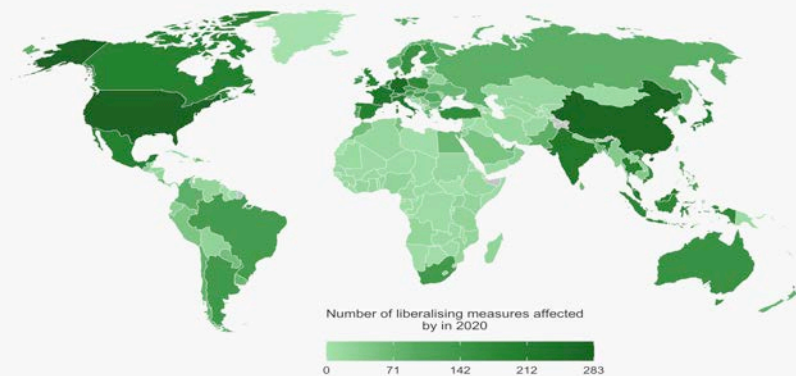 Number of liberalising measures affected
by in 2020
0 71 142 212 283